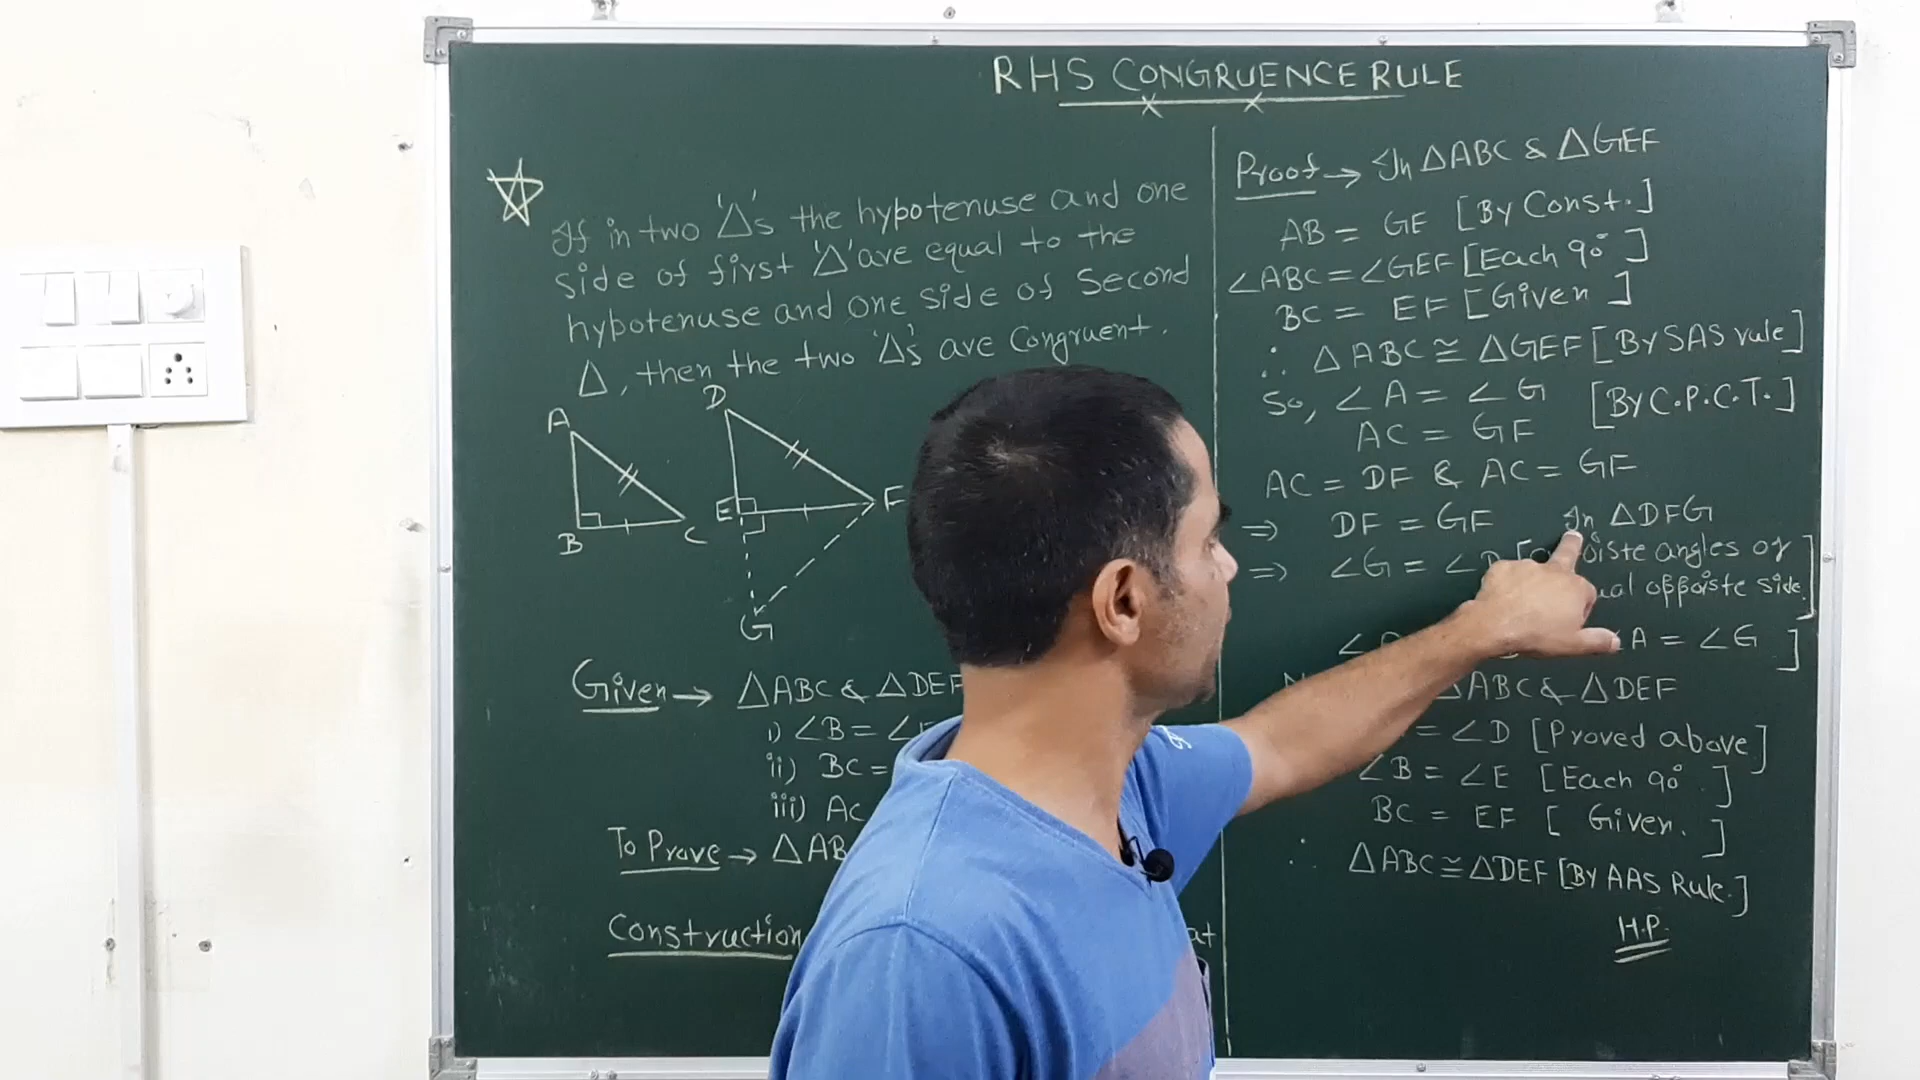 RHS CONGRUENCE RULE
If in two 'Δ's the hypotenuse and one
side of first 'Δ' are equal to the
hypotenuse and one side of Second
Δ, then the two 'Δ's are Congruent.
A
B
C
D
E
F
G
Given → ΔABC & ΔDEF
i) ∠B = ∠E
ii) BC =
iii) AC
To Prove → ΔAB
Construction
at
Proof → In ΔABC & ΔGEF
AB = GE [By Const.]
∠ABC = ∠GEF [Each 90°]
BC = EF [Given]
∴ ΔABC ≅ ΔGEF [By SAS rule]
So, ∠A = ∠G [By C.P.C.T.]
AC = GF
AC = DF & AC = GF
⇒ DF = GF In ΔDFG
⇒ ∠G = ∠D [ angles of
oppoiste side]
∠A = ∠G ]
ΔABC & ΔDEF
= ∠D [Proved above]
∠B = ∠E [Each 90°.]
BC = EF [Given.]
∴ ΔABC ≅ ΔDEF [By AAS Rule.]
H.P.